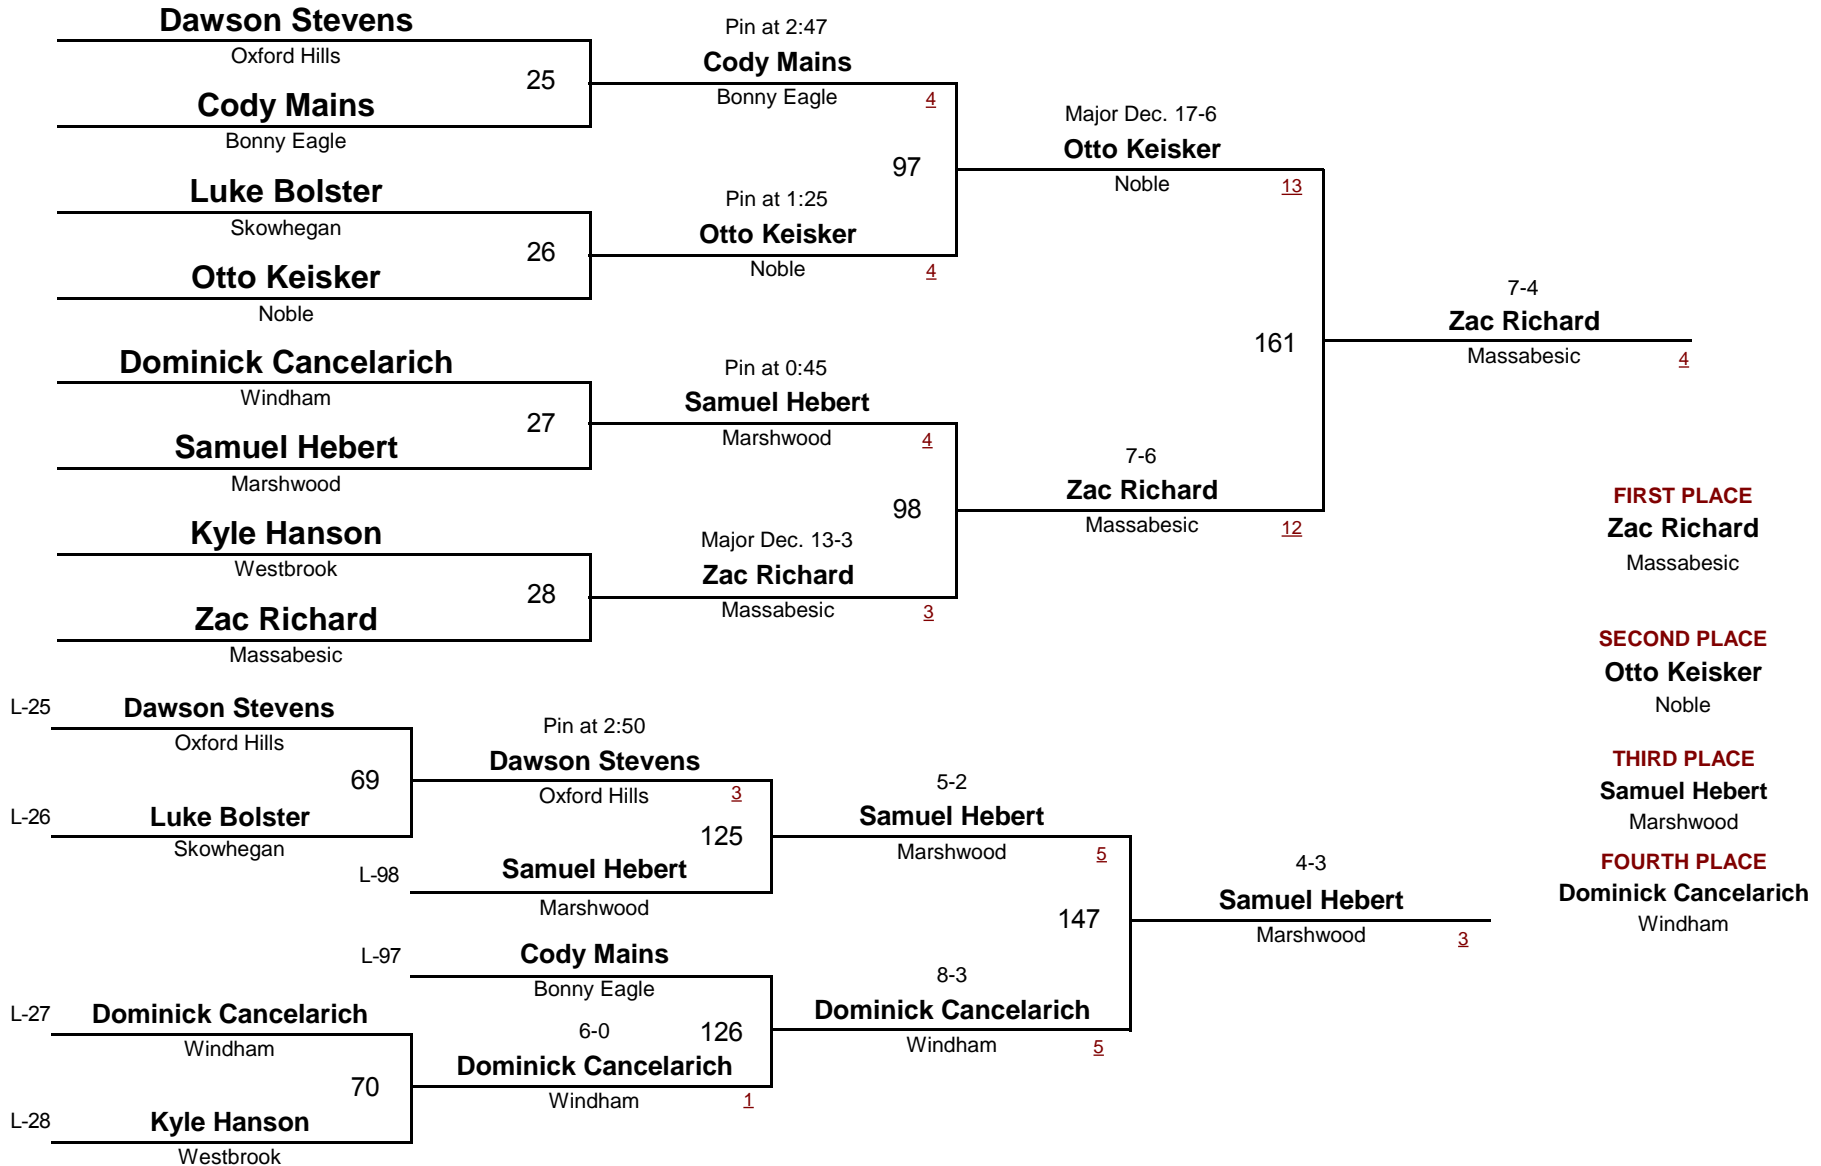 Dawson Stevens
Oxford Hills
25
Cody Mains
Bonny Eagle
Luke Bolster
Skowhegan
26
Otto Keisker
Noble
Dominick Cancelarich
Windham
27
Samuel Hebert
Marshwood
Kyle Hanson
Westbrook
28
Zac Richard
Massabesic
Pin at 2:47
Cody Mains
Bonny Eagle 4
97
Pin at 1:25
Otto Keisker
Noble 4
Pin at 0:45
Samuel Hebert
Marshwood 4
98
Major Dec. 13-3
Zac Richard
Massabesic 3
Major Dec. 17-6
Otto Keisker
Noble 13
161
7-6
Zac Richard
Massabesic 12
7-4
Zac Richard
Massabesic 4
FIRST PLACE
Zac Richard
Massabesic
SECOND PLACE
Otto Keisker
Noble
THIRD PLACE
Samuel Hebert
Marshwood
FOURTH PLACE
Dominick Cancelarich
Windham
L-25 Dawson Stevens
Oxford Hills
69
L-26 Luke Bolster
Skowhegan
Pin at 2:50
Dawson Stevens
Oxford Hills 3
125
L-98 Samuel Hebert
Marshwood
L-97 Cody Mains
Bonny Eagle
126
L-27 Dominick Cancelarich
Windham
70
L-28 Kyle Hanson
Westbrook
6-0
Dominick Cancelarich
Windham 1
5-2
Samuel Hebert
Marshwood 5
147
8-3
Dominick Cancelarich
Windham 5
4-3
Samuel Hebert
Marshwood 3